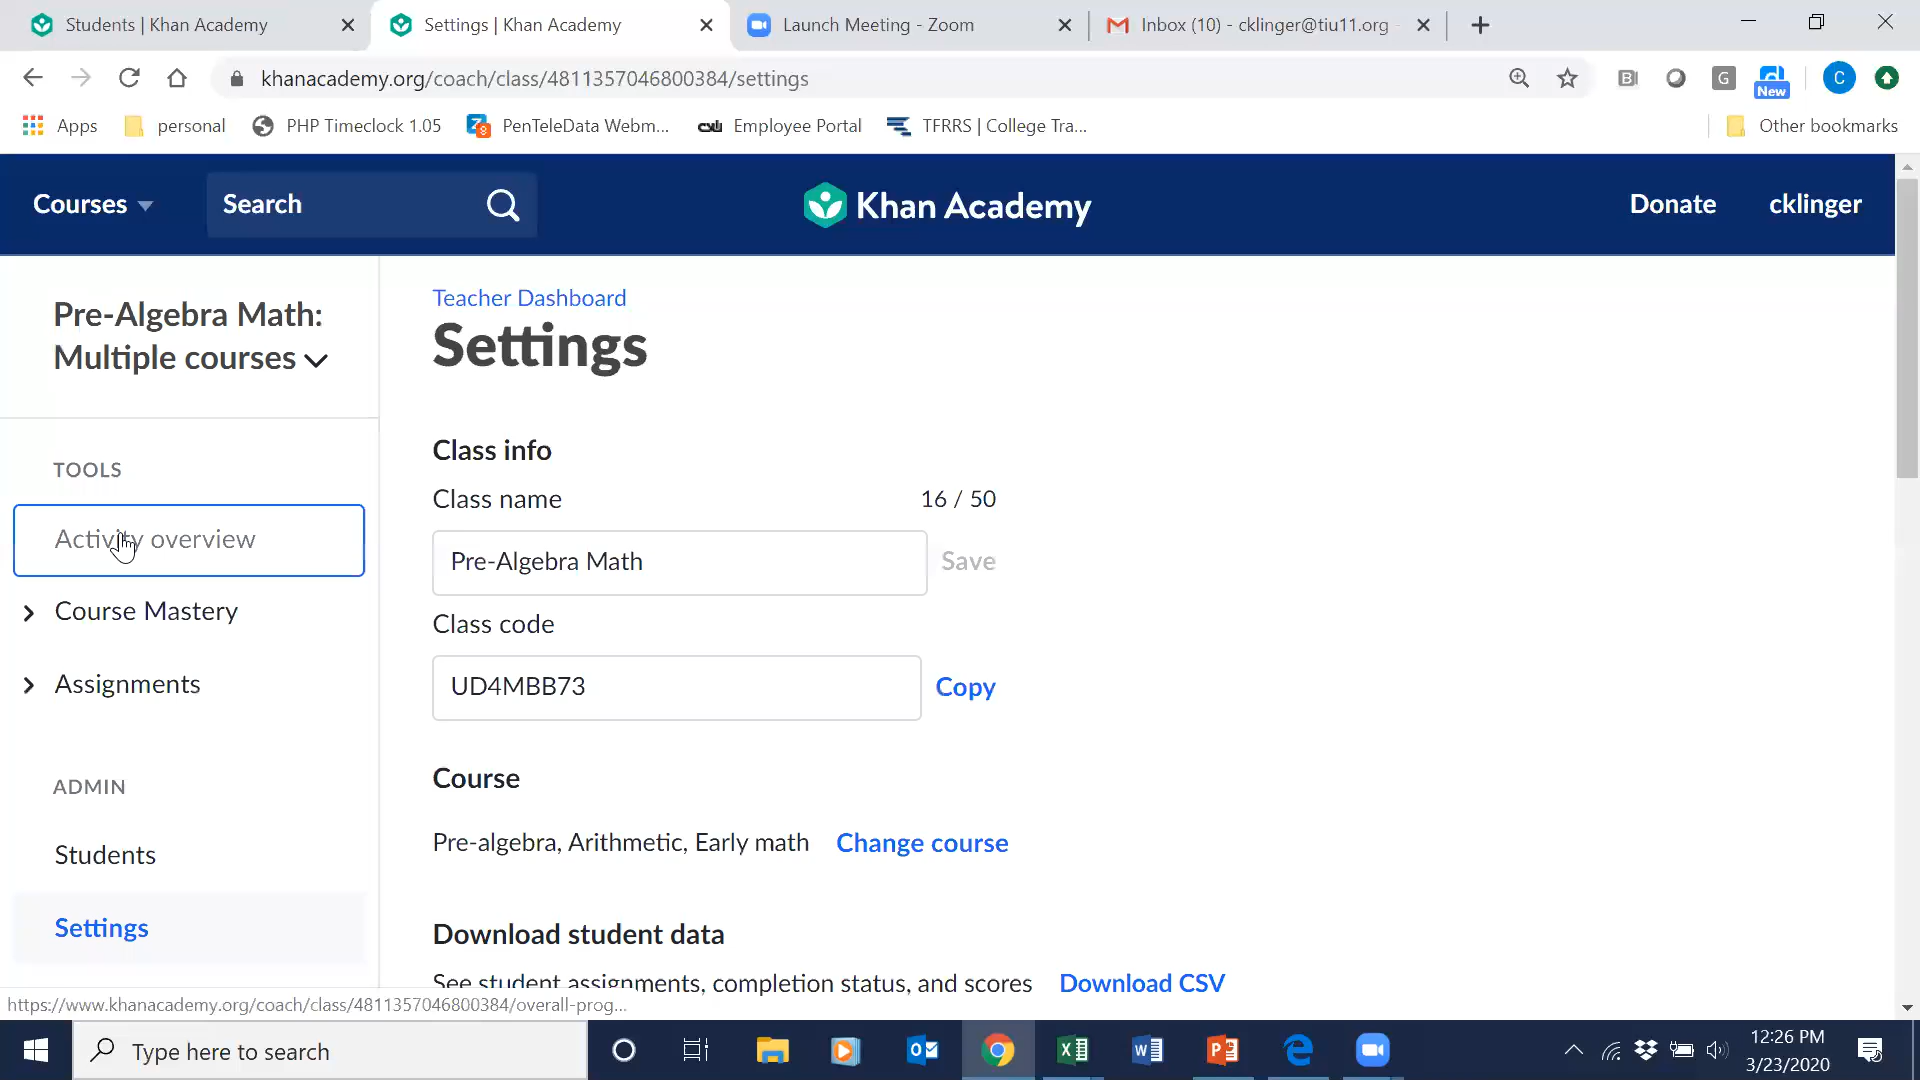 Students | Khan Academy
Settings | Khan Academy
Launch Meeting - Zoom
Inbox (10) - cklinger@tiu11.org -
khanacademy.org/coach/class/4811357046800384/settings
B!
G
New
C
Apps
personal
PHP Timeclock 1.05
PenTeleData Webm...
Employee Portal
TFRRS | College Tra...
Other bookmarks
Courses
Search
Khan Academy
Donate
cklinger
Pre-Algebra Math:
Multiple courses
TOOLS
Activity overview
Course Mastery
Assignments
ADMIN
Students
Settings
Teacher Dashboard
Settings
Class info
Class name
16 / 50
Pre-Algebra Math
Save
Class code
UD4MBB73
Copy
Course
Pre-algebra, Arithmetic, Early math
Change course
Download student data
See student assignments, completion status, and scores
Download CSV
https://www.khanacademy.org/coach/class/4811357046800384/overall-prog...
Type here to search
12:26 PM
3/23/2020